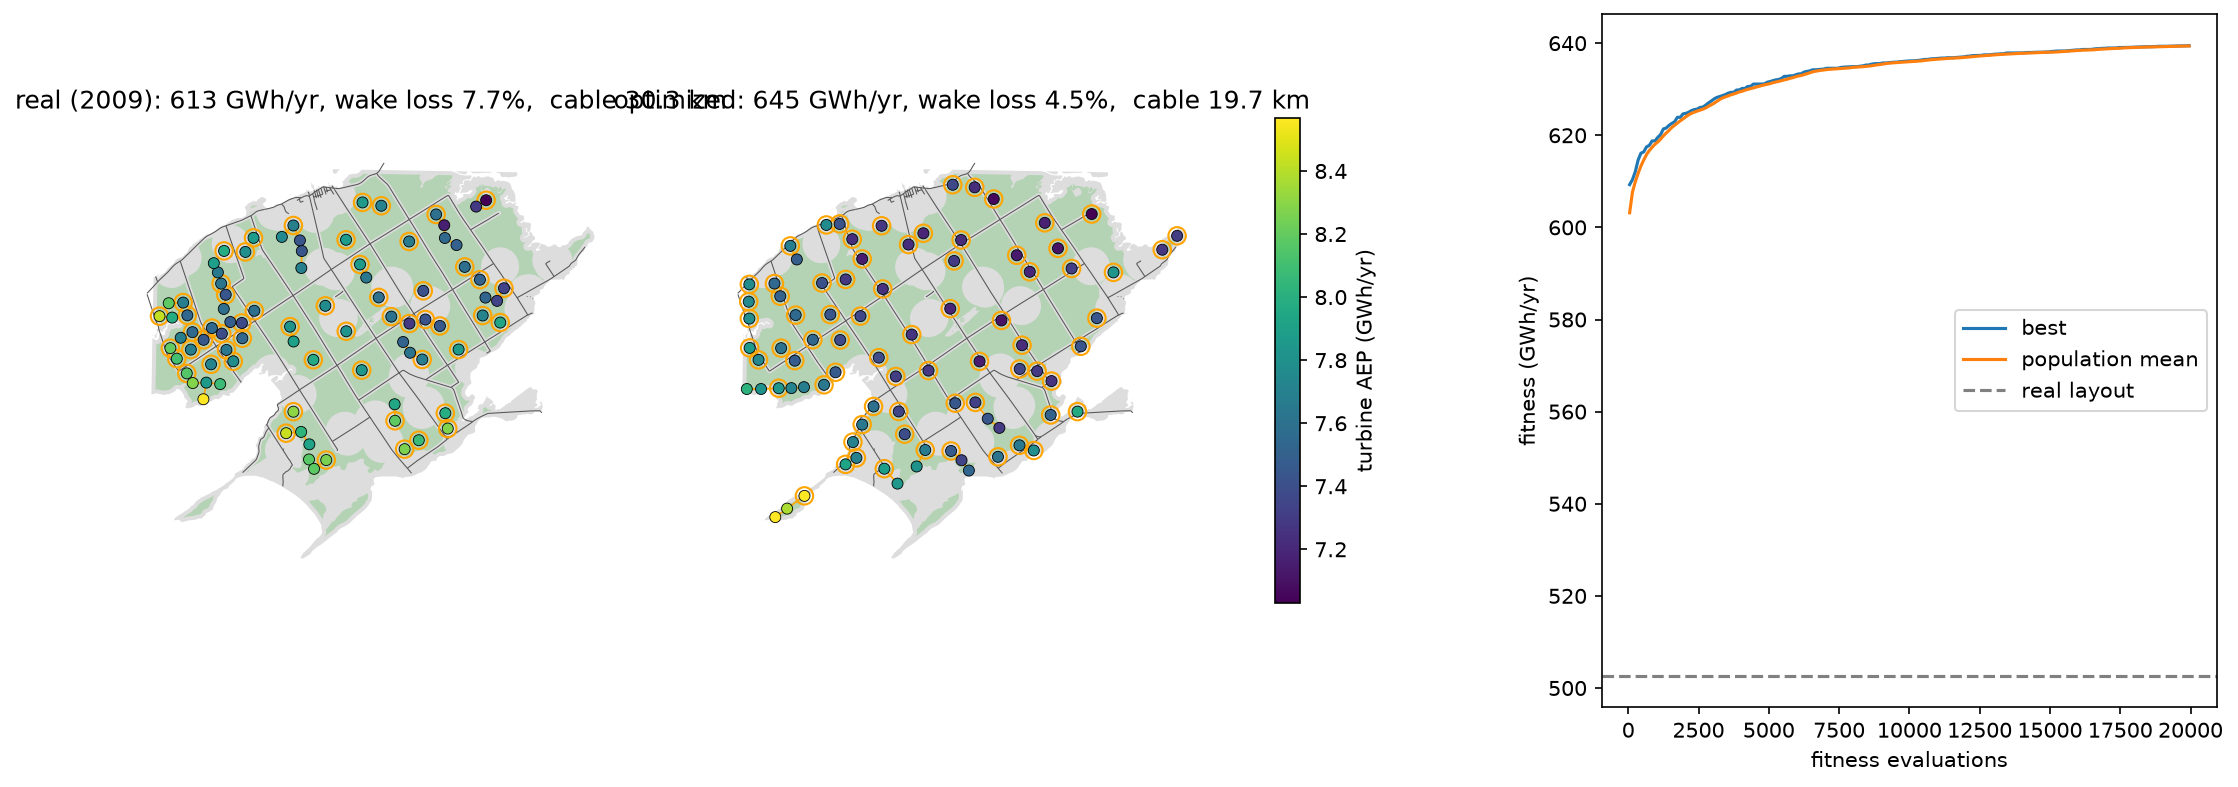 real (2009): 613 GWh/yr, wake loss 7.7%, cable 30.3 km
optimized: 645 GWh/yr, wake loss 4.5%, cable 19.7 km
8.4
8.2
8.0
7.8
7.6
7.4
7.2
turbine AEP (GWh/yr)
640
620
600
580
560
540
520
500
fitness (GWh/yr)
best
population mean
real layout
0 2500 5000 7500 10000 12500 15000 17500 20000
fitness evaluations